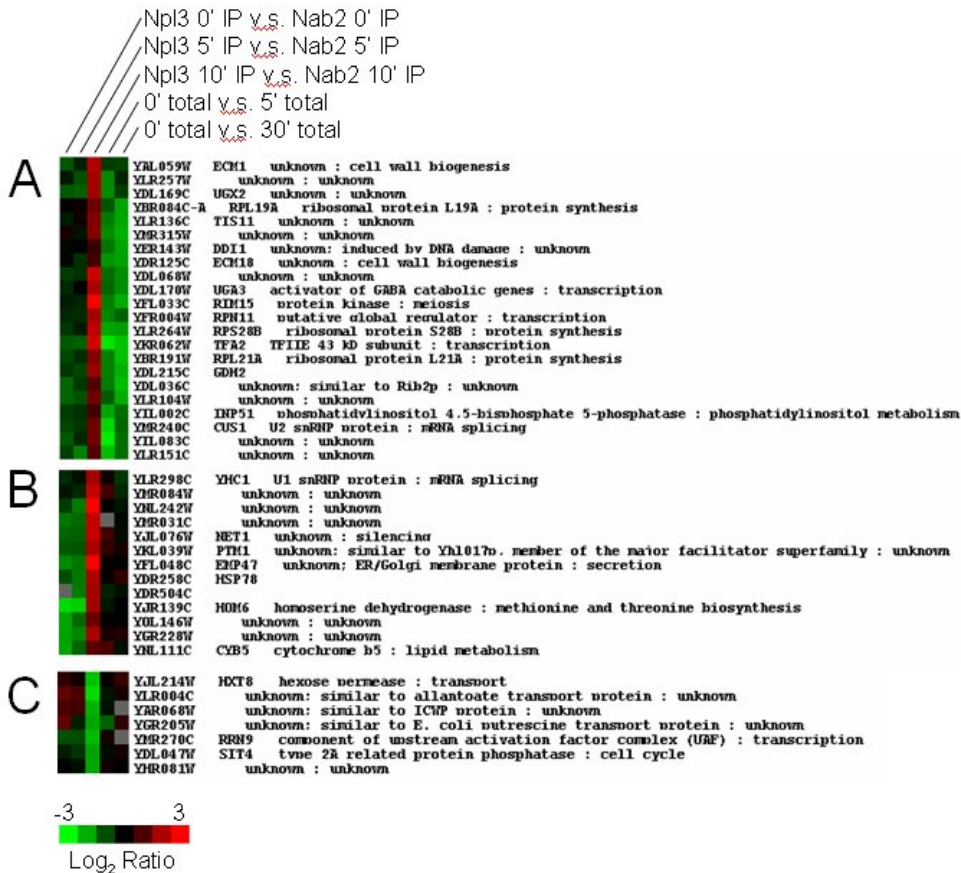 Npl3 0' IP v.s. Nab2 0' IP
Npl3 5' IP v.s. Nab2 5' IP
Npl3 10' IP v.s. Nab2 10' IP
0' total v.s. 5' total
0' total v.s. 30' total
A
YAL059W ECM1 unknown : cell wall biogenesis
YLR257W unknown : unknown
YDL169C UGX2 unknown : unknown
YBR084C-A RPL19A ribosomal protein L19A : protein synthesis
YLR136C TIS11 unknown : unknown
YMR315W unknown : unknown
YER143W DDI1 unknown; induced by DNA damage : unknown
YDR125C ECM18 unknown : cell wall biogenesis
YDL068W unknown : unknown
YDL170W UGA3 activator of GABA catabolic genes : transcription
YFL033C RIM15 protein kinase : meiosis
YFR004W RPN11 putative global regulator : transcription
YLR264W RPS28B ribosomal protein S28B : protein synthesis
YKR062W TFA2 TFIIE 43 kD subunit : transcription
YBR191W RPL21A ribosomal protein L21A : protein synthesis
YDL215C GDH2
YDL036C unknown; similar to Rib2p : unknown
YLR104W unknown : unknown
YIL002C INP51 phosphatidylinositol 4,5-bisphosphate 5-phosphatase : phosphatidylinositol metabolism
YMR240C CUS1 U2 snRNP protein : mRNA splicing
YIL083C unknown : unknown
YLR151C unknown : unknown
B
YLR298C YHC1 U1 snRNP protein : mRNA splicing
YMR084W unknown : unknown
YNL242W unknown : unknown
YMR031C unknown : unknown
YJL076W NET1 unknown : silencing
YKL039W PTM1 unknown; similar to Yhl017p, member of the major facilitator superfamily : unknown
YFL048C EMP47 unknown; ER/Golgi membrane protein : secretion
YDR258C HSP78
YDR504C
YJR139C HOM6 homoserine dehydrogenase : methionine and threonine biosynthesis
YOL146W unknown : unknown
YGR228W unknown : unknown
YNL111C CYB5 cytochrome b5 : lipid metabolism
C
YJL214W HXT8 hexose permease : transport
YLR004C unknown; similar to allantoate transport protein : unknown
YAR068W unknown; similar to ICWP protein : unknown
YGR205W unknown; similar to E. coli putrescine transport protein : unknown
YMR270C RRN9 component of upstream activation factor complex (UAF) : transcription
YDL047W SIT4 type 2A related protein phosphatase : cell cycle
YHR081W unknown : unknown
-3 3
Log₂ Ratio